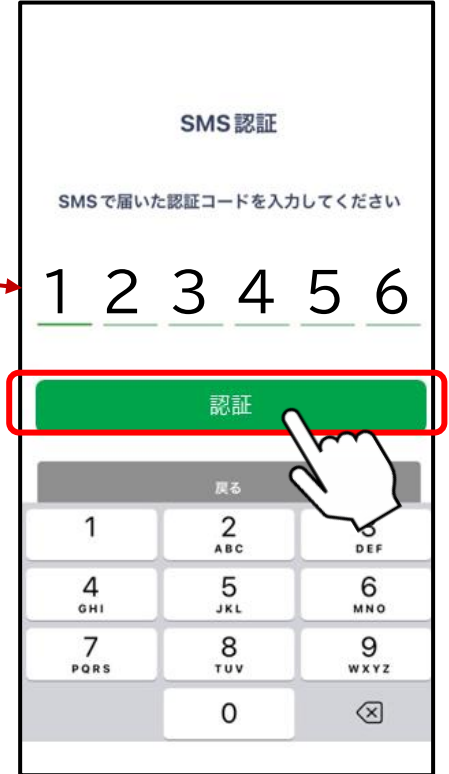 SMS認証
SMSで届いた認証コードを入力してください
1 2 3 4 5 6
認証
戻る
1 2 3
ABC DEF
4 5 6
GHI JKL MNO
7 8 9
PQRS TUV WXYZ
0